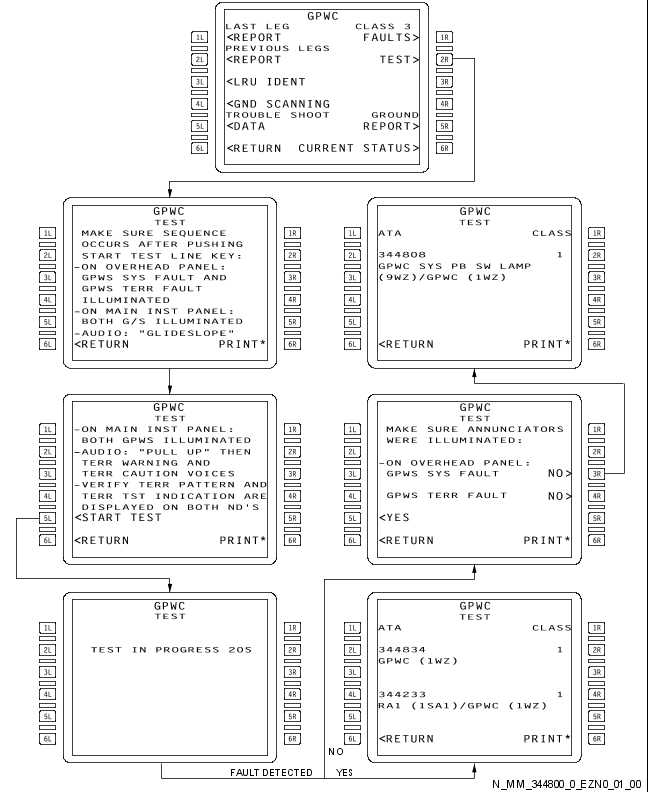 GPWC
LAST LEG CLASS 3
1L <REPORT FAULTS> 1R
PREVIOUS LEGS
2L <REPORT TEST> 2R
3L <LRU IDENT 3R
4L <GND SCANNING 4R
TROUBLE SHOOT GROUND
5L <DATA REPORT> 5R
6L <RETURN CURRENT STATUS> 6R
GPWC
TEST
1L MAKE SURE SEQUENCE 1R
OCCURS AFTER PUSHING
2L START TEST LINE KEY: 2R
-ON OVERHEAD PANEL:
3L GPWS SYS FAULT AND 3R
GPWS TERR FAULT
4L ILLUMINATED 4R
-ON MAIN INST PANEL:
5L BOTH G/S ILLUMINATED 5R
-AUDIO: "GLIDESLOPE"
6L <RETURN PRINT* 6R
GPWC
TEST
1L ATA CLASS 1R
2L 344808 1 2R
GPWC SYS PB SW LAMP
3L (9WZ)/GPWC (1WZ) 3R
4L 4R
5L 5R
6L <RETURN PRINT* 6R
GPWC
TEST
1L -ON MAIN INST PANEL: 1R
BOTH GPWS ILLUMINATED
2L -AUDIO: "PULL UP" THEN 2R
TERR WARNING AND
3L TERR CAUTION VOICES 3R
-VERIFY TERR PATTERN AND
4L TERR TST INDICATION ARE 4R
DISPLAYED ON BOTH ND'S
5L <START TEST 5R
6L <RETURN PRINT* 6R
GPWC
TEST
1L MAKE SURE ANNUNCIATORS 1R
WERE ILLUMINATED:
2L 2R
-ON OVERHEAD PANEL:
3L GPWS SYS FAULT NO> 3R
4L GPWS TERR FAULT NO> 4R
5L <YES 5R
6L <RETURN PRINT* 6R
GPWC
TEST
1L 1R
2L TEST IN PROGRESS 20S 2R
3L 3R
4L 4R
5L 5R
6L 6R
GPWC
TEST
1L ATA CLASS 1R
2L 344834 1 2R
GPWC (1WZ)
3L 3R
4L 344233 1 4R
RA1 (1SA1)/GPWC (1WZ)
5L 5R
6L <RETURN PRINT* 6R
NO
FAULT DETECTED YES
N_MM_344800_0_EZN0_01_00